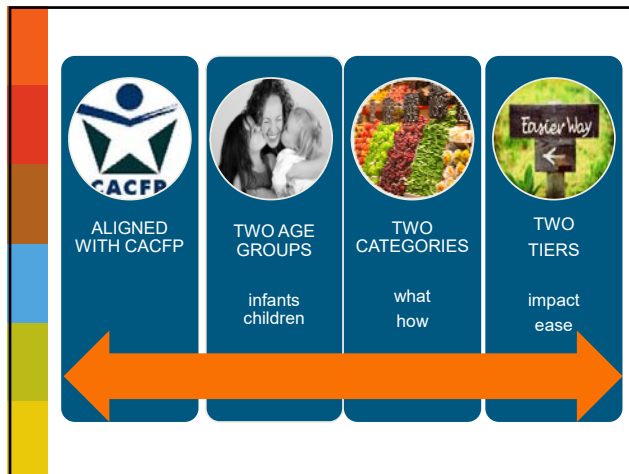 CACFP
ALIGNED
WITH CACFP
TWO AGE
GROUPS
infants
children
TWO
CATEGORIES
what
how
Easier Way
TWO
TIERS
impact
ease